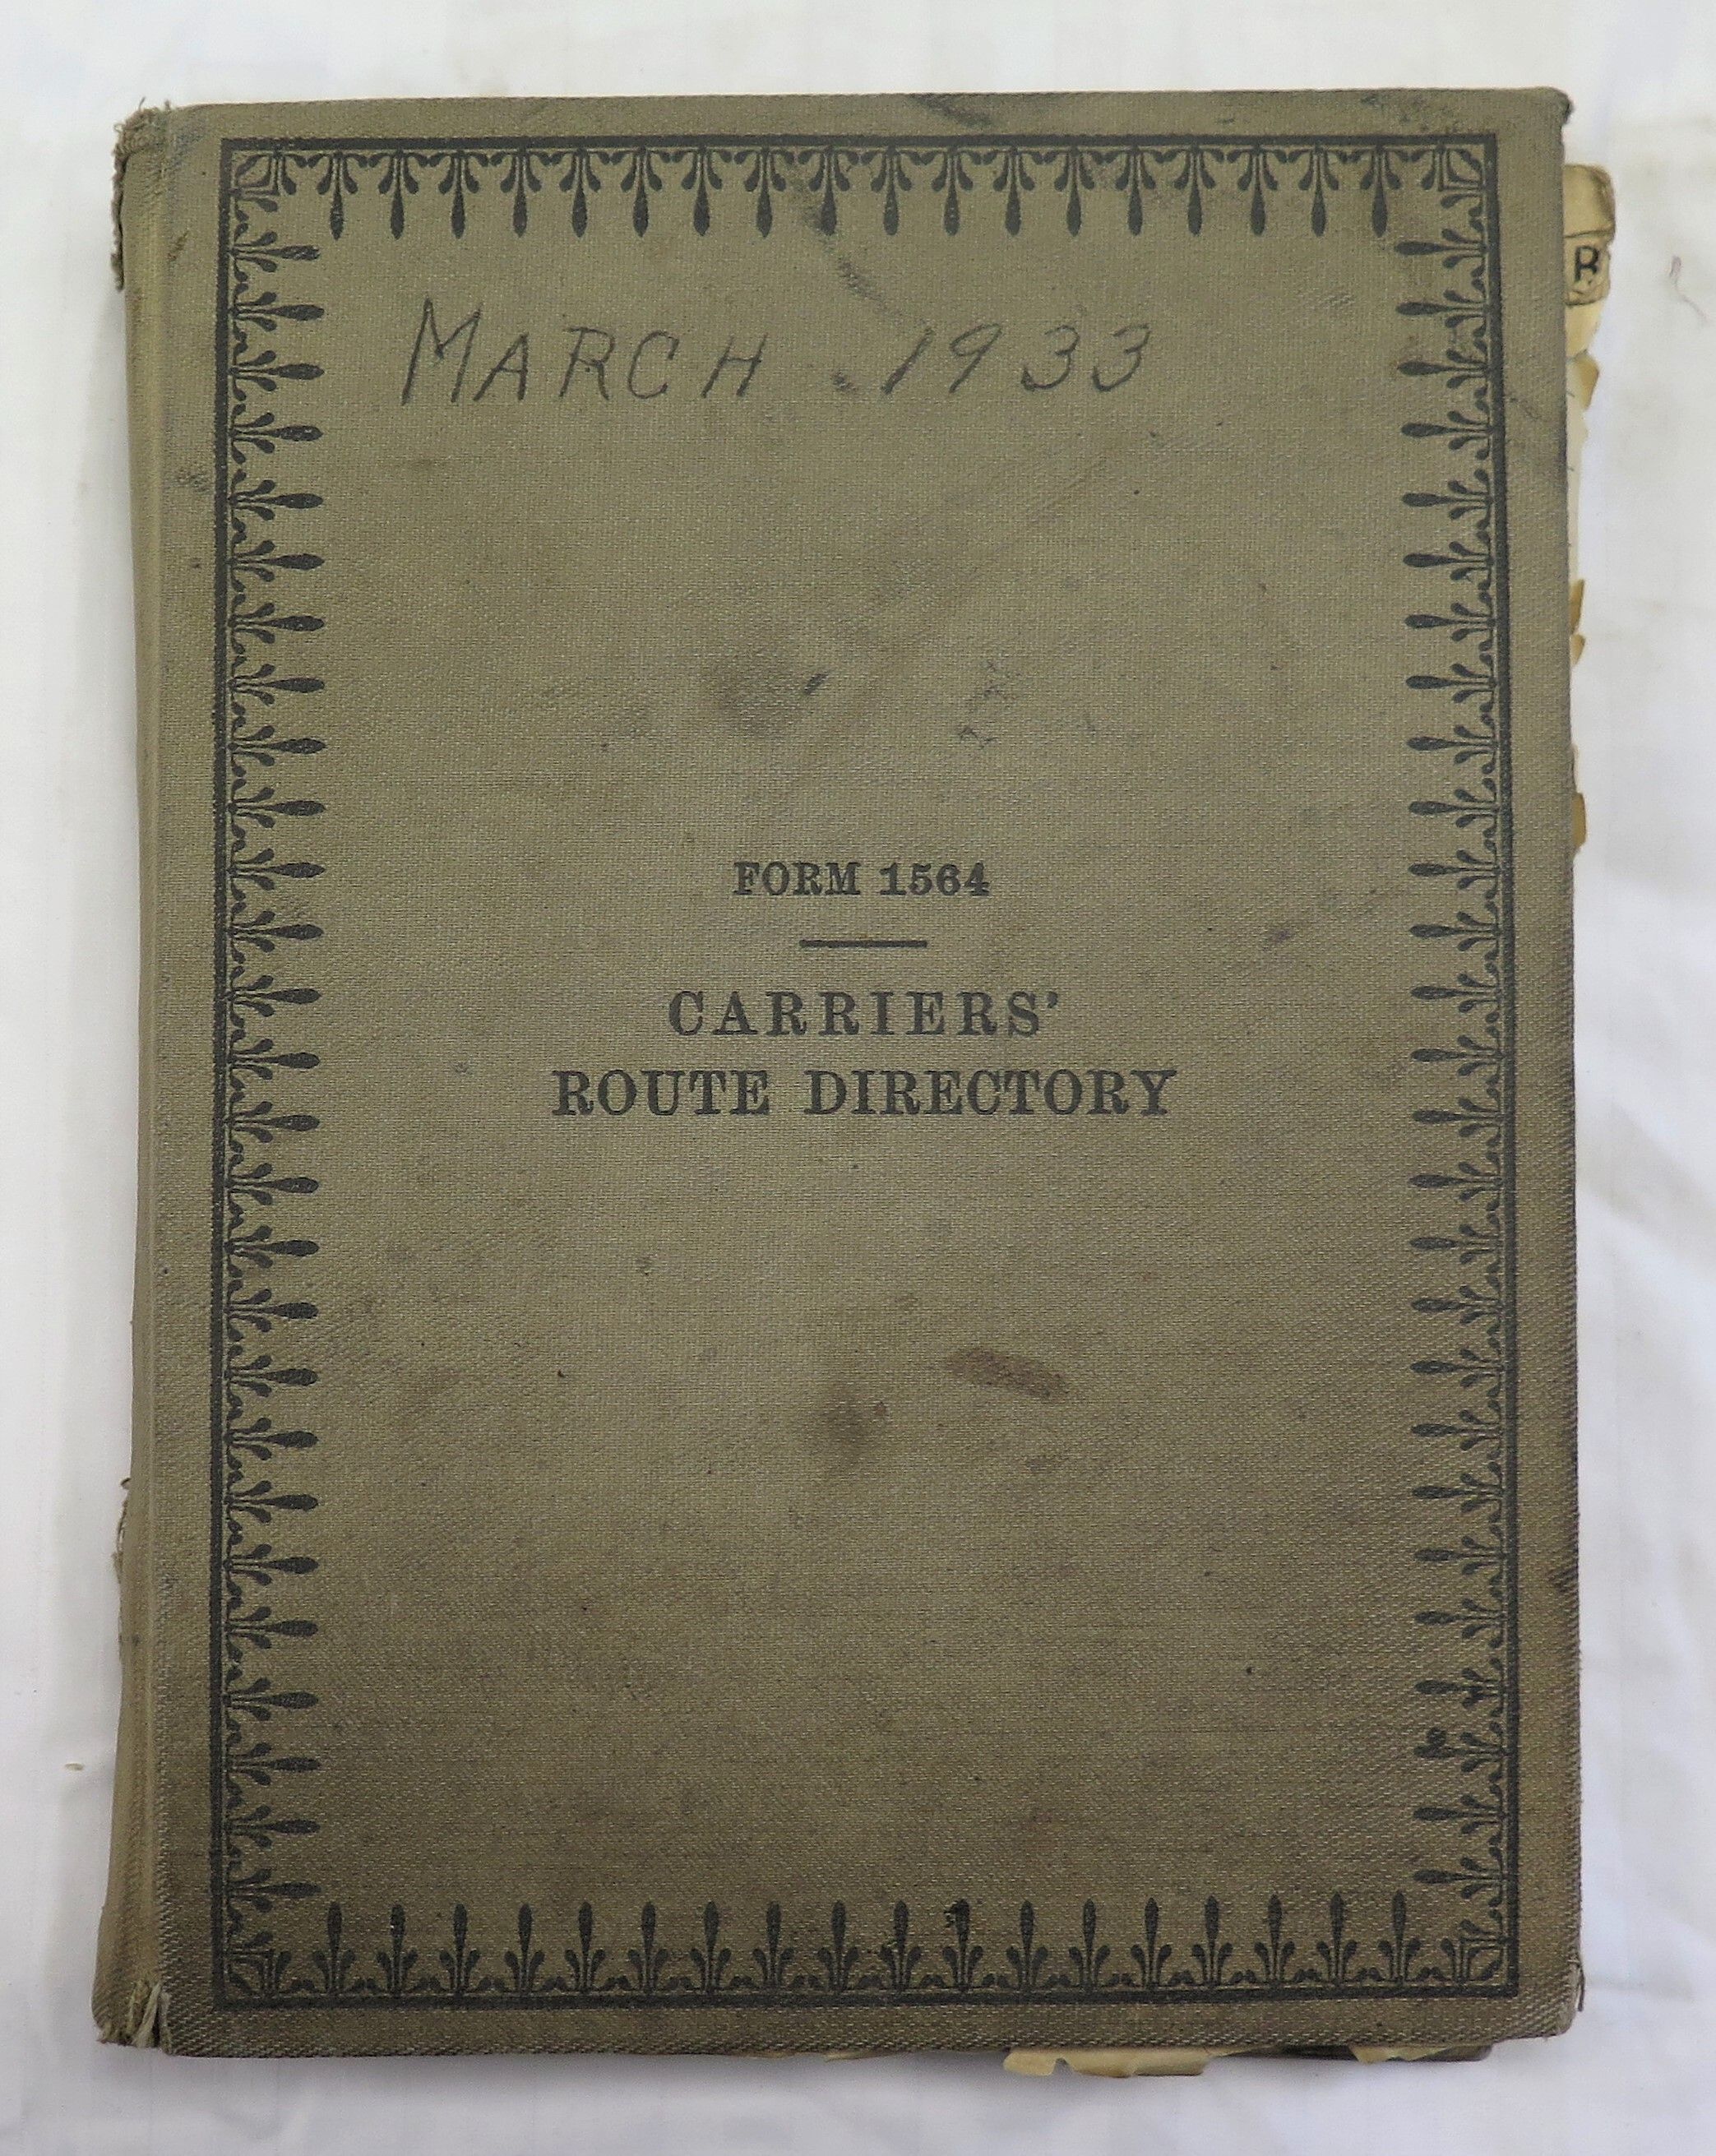 MARCH 1933
R
FORM 1564
CARRIERS'
ROUTE DIRECTORY